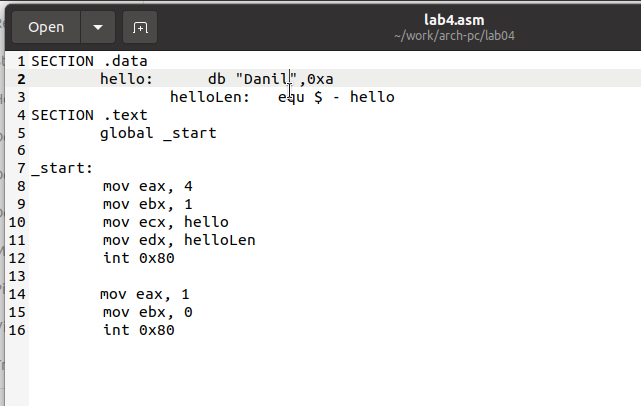 Open
lab4.asm
~/work/arch-pc/lab04
1 SECTION .data
2         hello:      db "Danil",0xa
3                 helloLen:   equ $ - hello
4 SECTION .text
5         global _start
6
7 _start:
8         mov eax, 4
9         mov ebx, 1
10         mov ecx, hello
11         mov edx, helloLen
12         int 0x80
13
14         mov eax, 1
15         mov ebx, 0
16         int 0x80